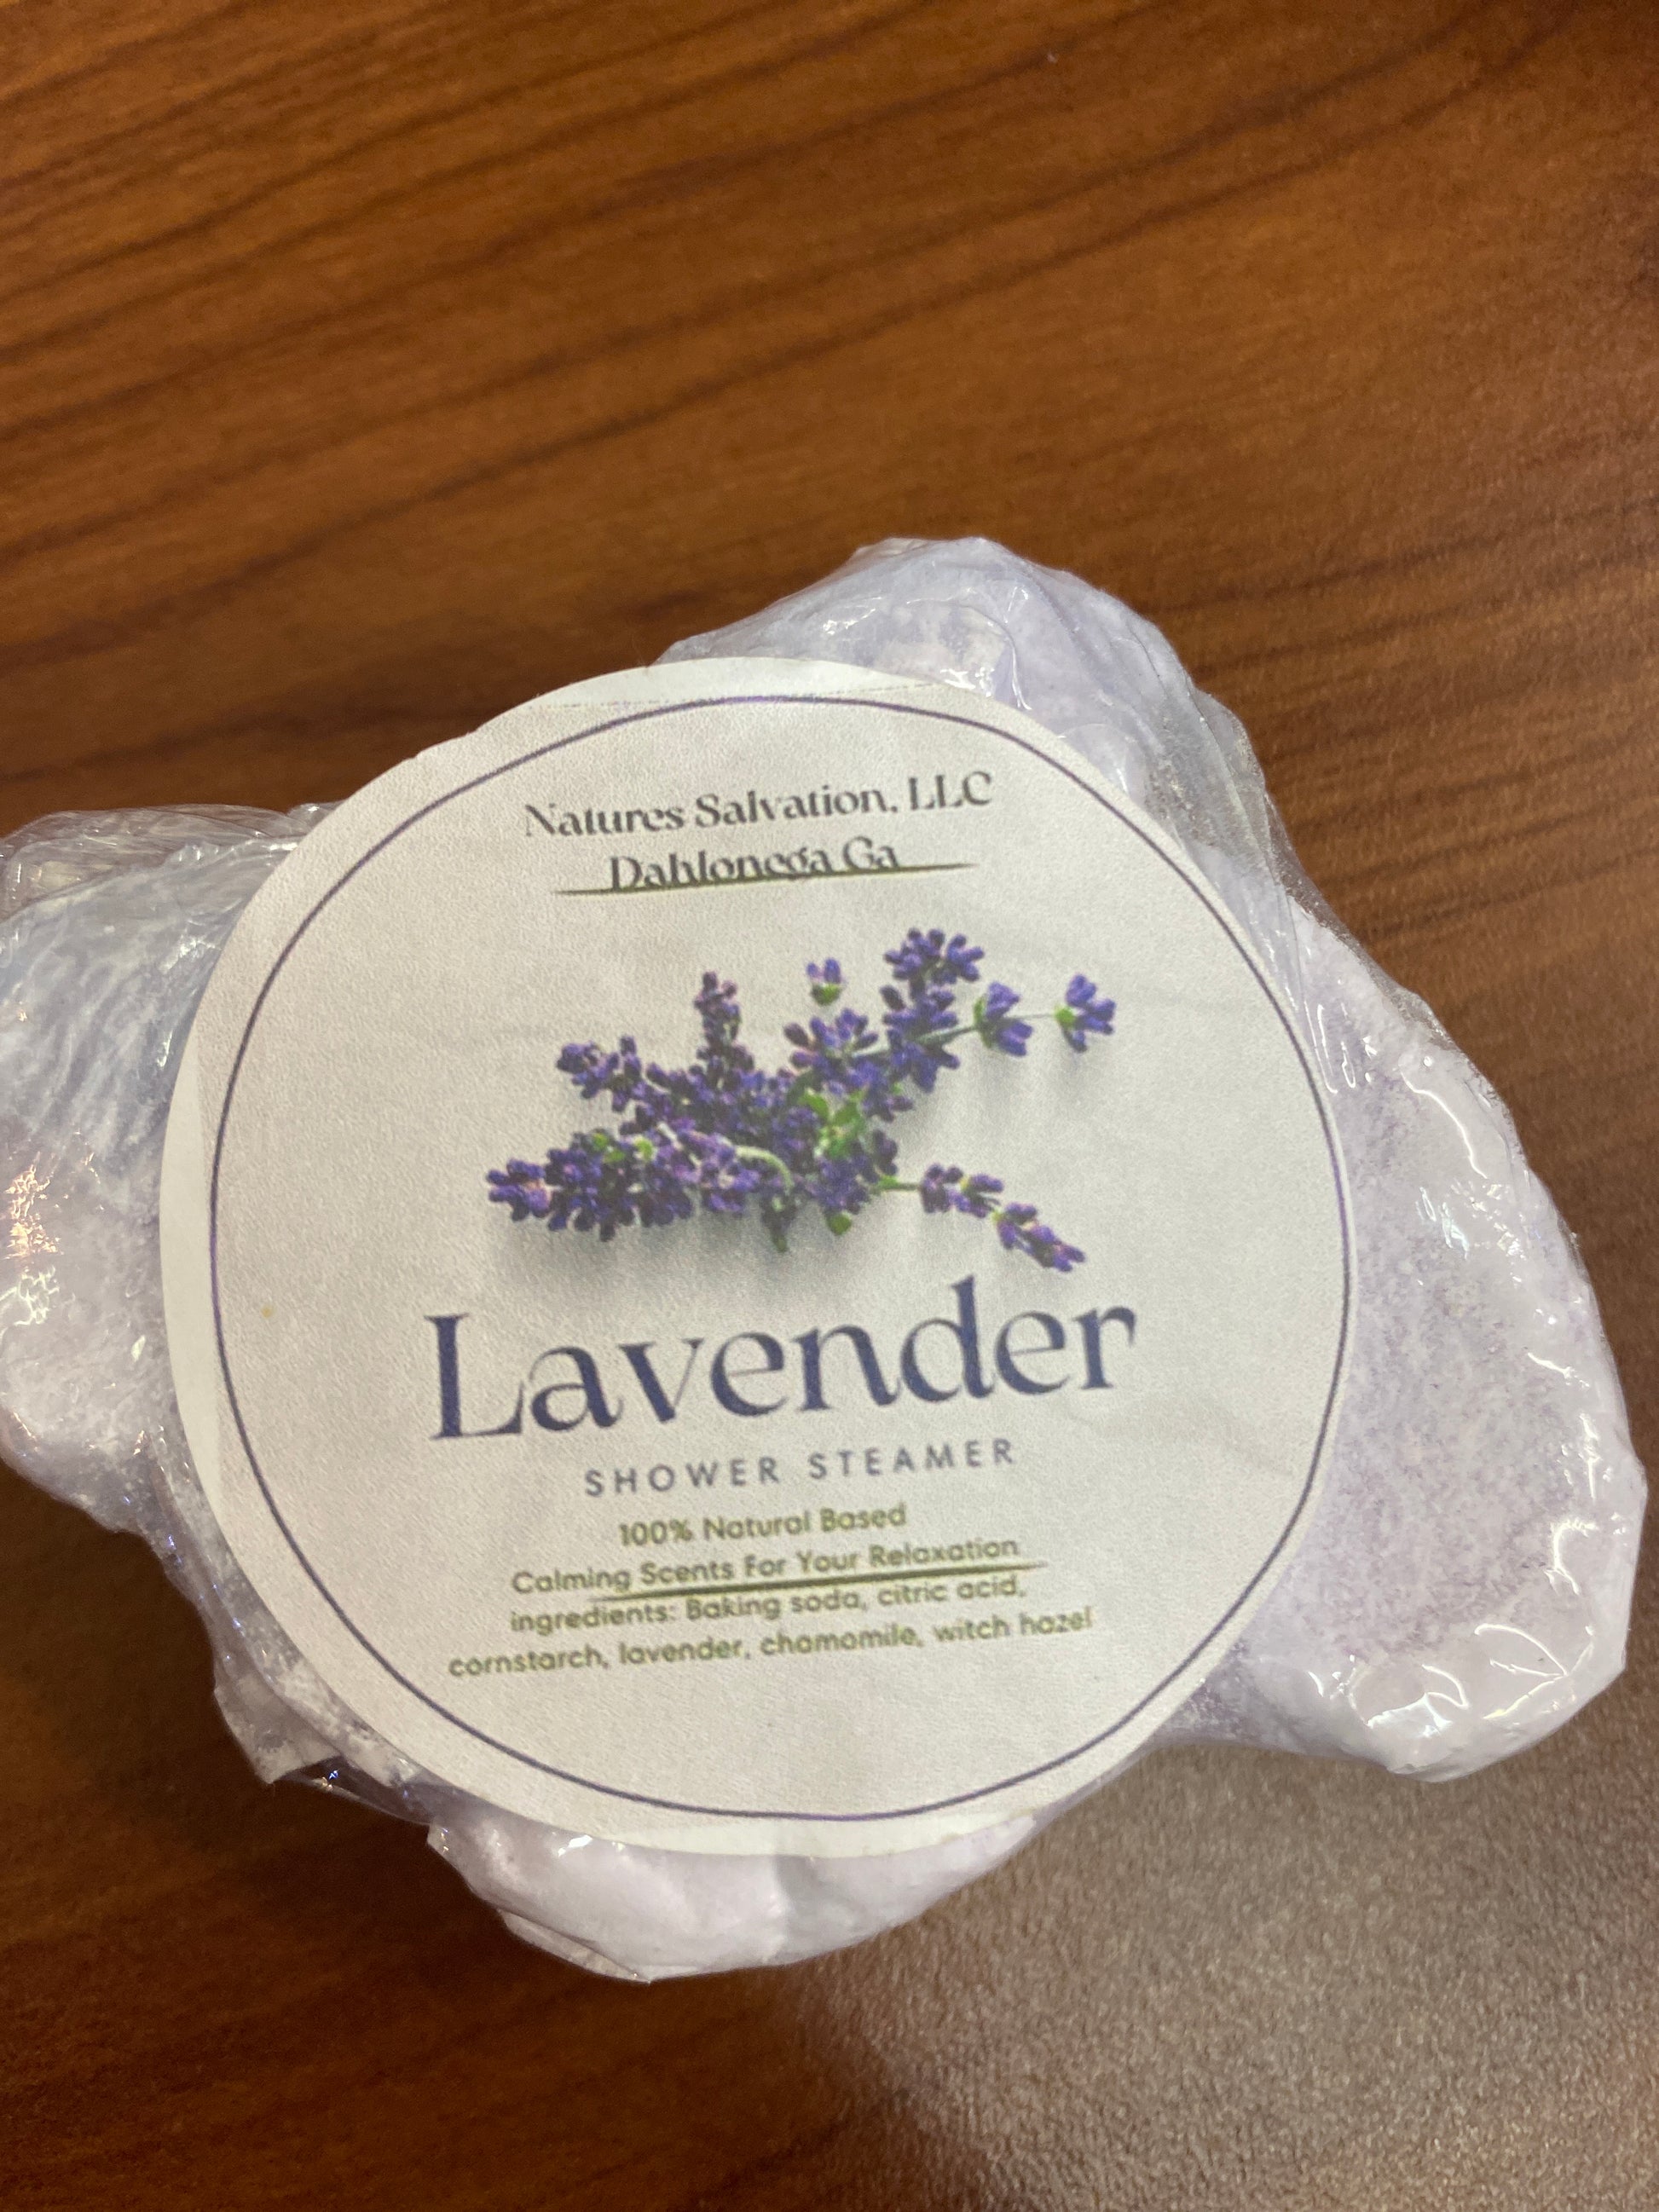 Natures Salvation, LLC
Dahlonega Ga
Lavender
SHOWER STEAMER
100% Natural Based
Calming Scents For Your Relaxation
ingredients: Baking soda, citric acid,
cornstarch, lavender, chamomile, witch hazel